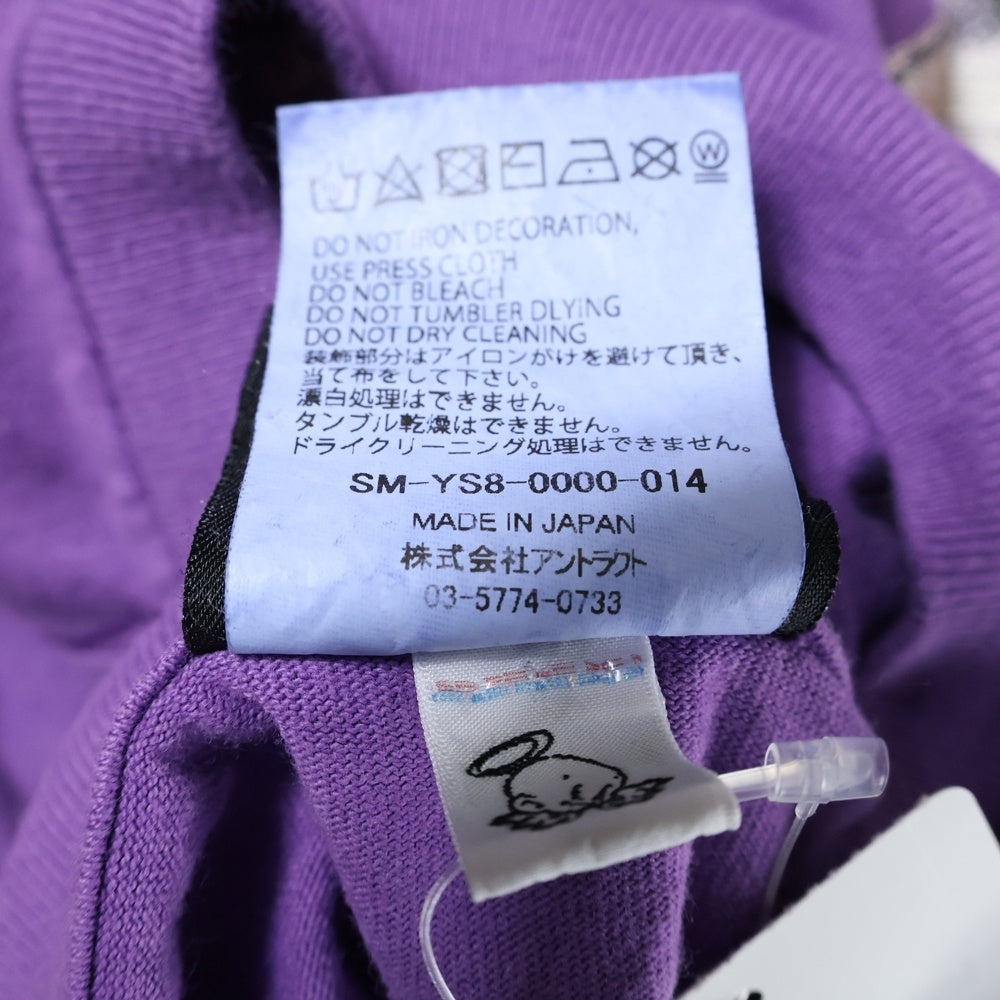 W
DO NOT IRON DECORATION,
USE PRESS CLOTH
DO NOT BLEACH
DO NOT TUMBLER DLYING
DO NOT DRY CLEANING
装飾部分はアイロンがけを避けて頂き、
当て布をして下さい。
漂白処理はできません。
タンブル乾燥はできません。
ドライクリーニング処理はできません。
SM-YS8-0000-014
MADE IN JAPAN
株式会社アントラクト
03-5774-0733